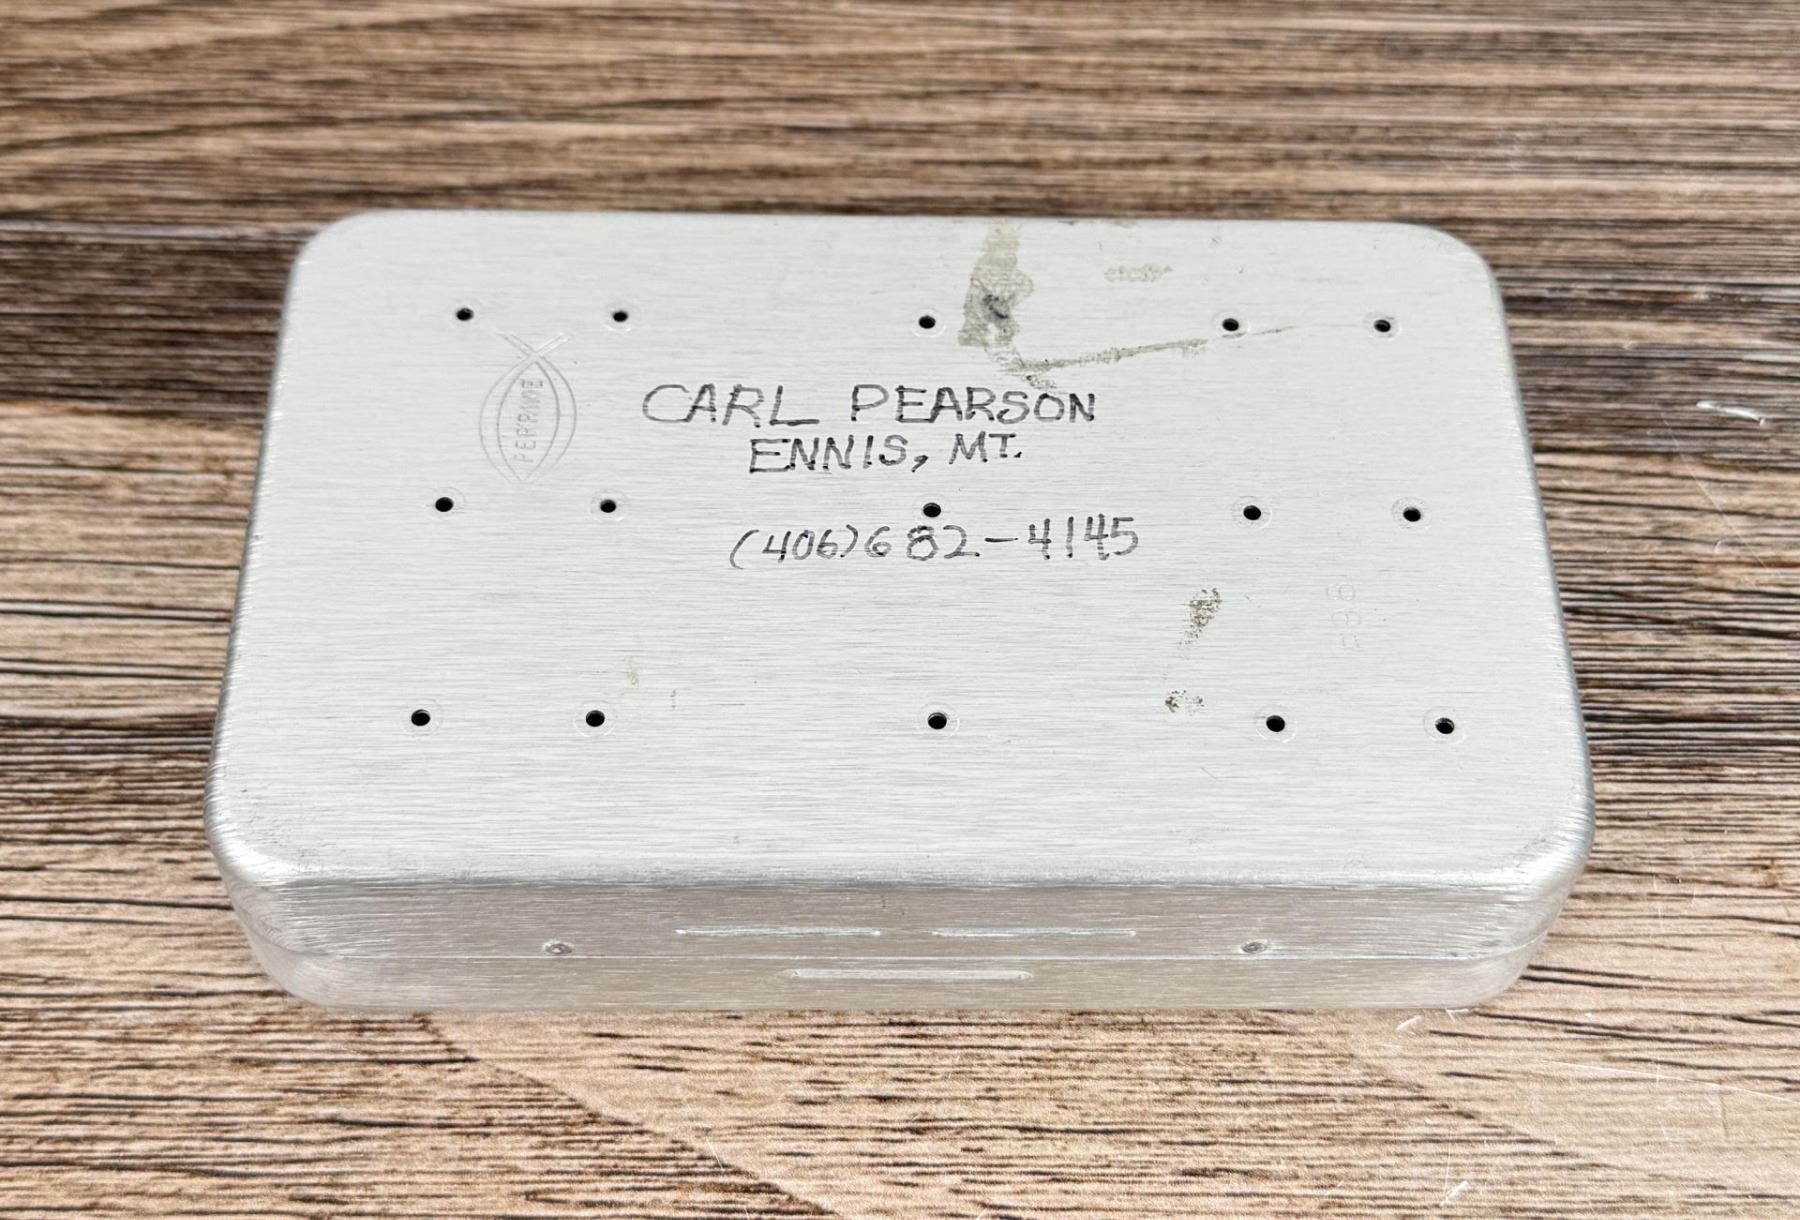 CARL PEARSON
ENNIS, MT.
(406)682-4145
PERRINE